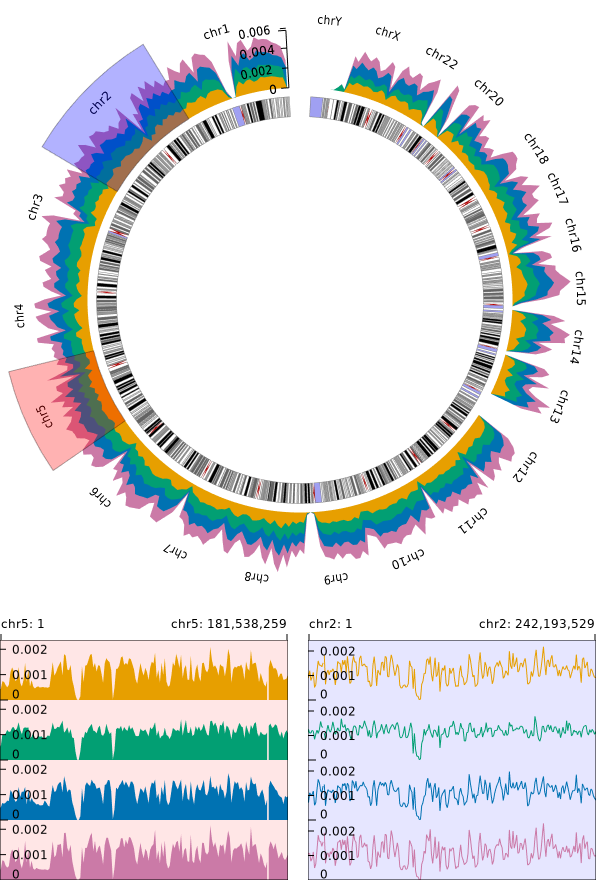 chrY
chr1
0.006
0.004
0.002
0
chrX
chr22
chr20
chr18
chr17
chr16
chr15
chr14
chr13
chr12
chr11
chr10
chr9
chr8
chr7
chr6
chr5
chr4
chr3
chr2
chr5: 1 chr5: 181,538,259
0.002
0.001
0
0.002
0.001
0
0.002
0.001
0
0.002
0.001
0
chr2: 1 chr2: 242,193,529
0.002
0.001
0
0.002
0.001
0
0.002
0.001
0
0.002
0.001
0